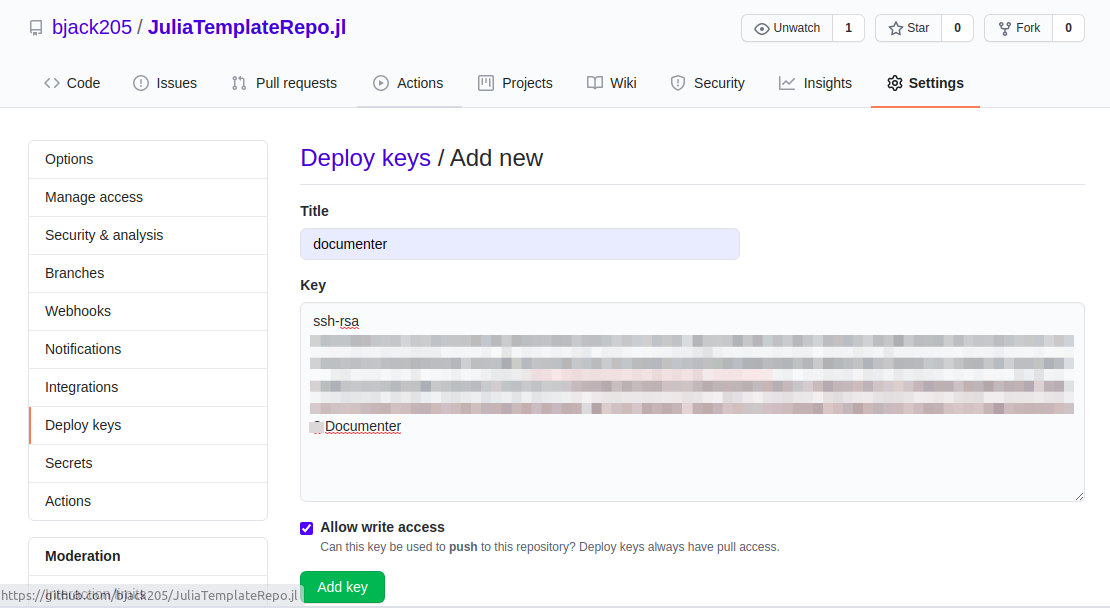 bjack205 / JuliaTemplateRepo.jl
Unwatch 1 Star 0 Fork 0
Code Issues Pull requests Actions Projects Wiki Security Insights Settings
Options
Manage access
Security & analysis
Branches
Webhooks
Notifications
Integrations
Deploy keys
Secrets
Actions
Moderation
https://github.com/bjack205/JuliaTemplateRepo.jl
Deploy keys / Add new
Title
documenter
Key
ssh-rsa
Documenter
Allow write access
Can this key be used to push to this repository? Deploy keys always have pull access.
Add key